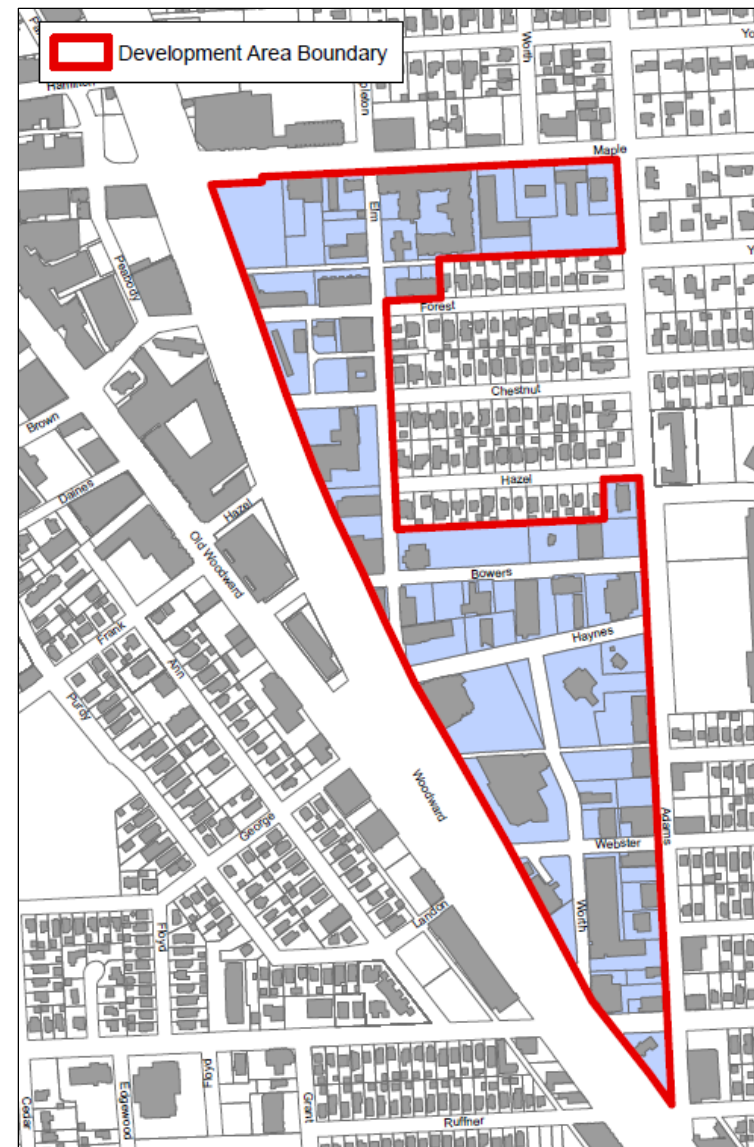 Development Area Boundary
Worth
Maple
Elm
Peabody
Forest
Chestnut
Brown
Hazel
Daines
Hazel
Old Woodward
Bowers
Frank
Haynes
Ann
Purdy
Woodward
George
Adams
Webster
Landon
Worth
Floyd
Floyd
Edgewood
Cedar
Grant
Ruffner